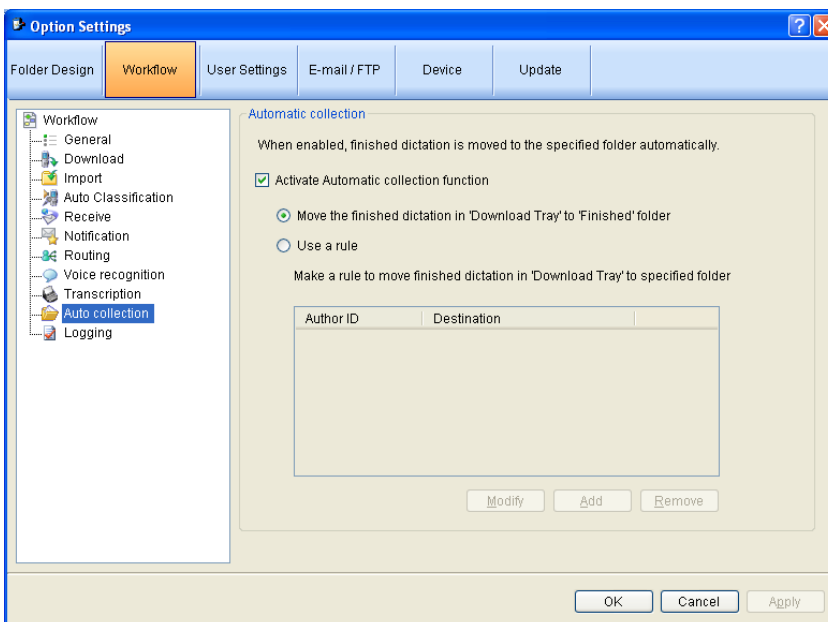 Option Settings
Folder Design
Workflow
User Settings
E-mail / FTP
Device
Update
Workflow
General
Download
Import
Auto Classification
Receive
Notification
Routing
Voice recognition
Transcription
Auto collection
Logging
Automatic collection
When enabled, finished dictation is moved to the specified folder automatically.
Activate Automatic collection function
Move the finished dictation in 'Download Tray' to 'Finished' folder
Use a rule
Make a rule to move finished dictation in 'Download Tray' to specified folder
Author ID Destination
Modify Add Remove
OK Cancel Apply